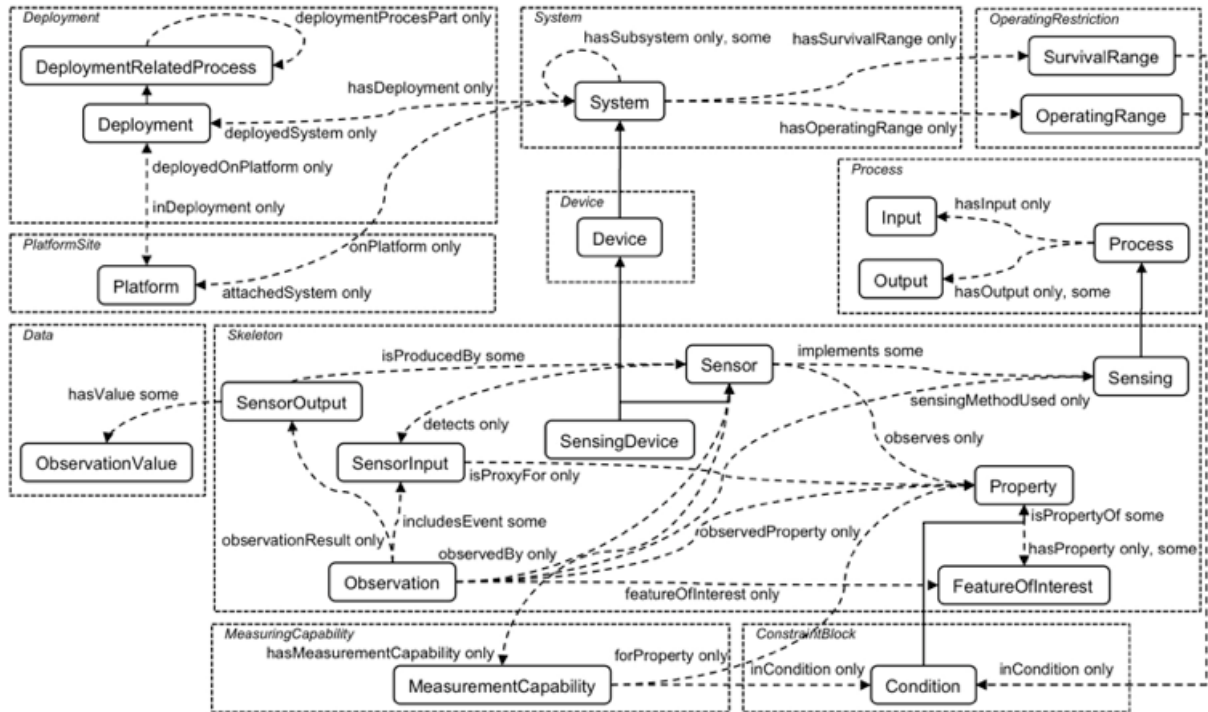 Deployment
deploymentProcesPart only
DeploymentRelatedProcess
hasDeployment only
Deployment
deployedSystem only
deployedOnPlatform only
inDeployment only
System
hasSubsystem only, some
hasSurvivalRange only
System
hasOperatingRange only
OperatingRestriction
SurvivalRange
OperatingRange
PlatformSite
onPlatform only
Platform
attachedSystem only
Device
Device
Process
hasInput only
Input
Process
Output
hasOutput only, some
Data
hasValue some
ObservationValue
Skeleton
isProducedBy some
Sensor
implements some
Sensing
SensorOutput
sensingMethodUsed only
detects only
SensingDevice
observes only
SensorInput
isProxyFor only
Property
isPropertyOf some
includesEvent some
observationResult only
observedBy only
observedProperty only
hasProperty only, some
Observation
featureOfInterest only
FeatureOfInterest
MeasuringCapability
hasMeasurementCapability only
forProperty only
MeasurementCapability
ConstraintBlock
inCondition only
Condition
inCondition only